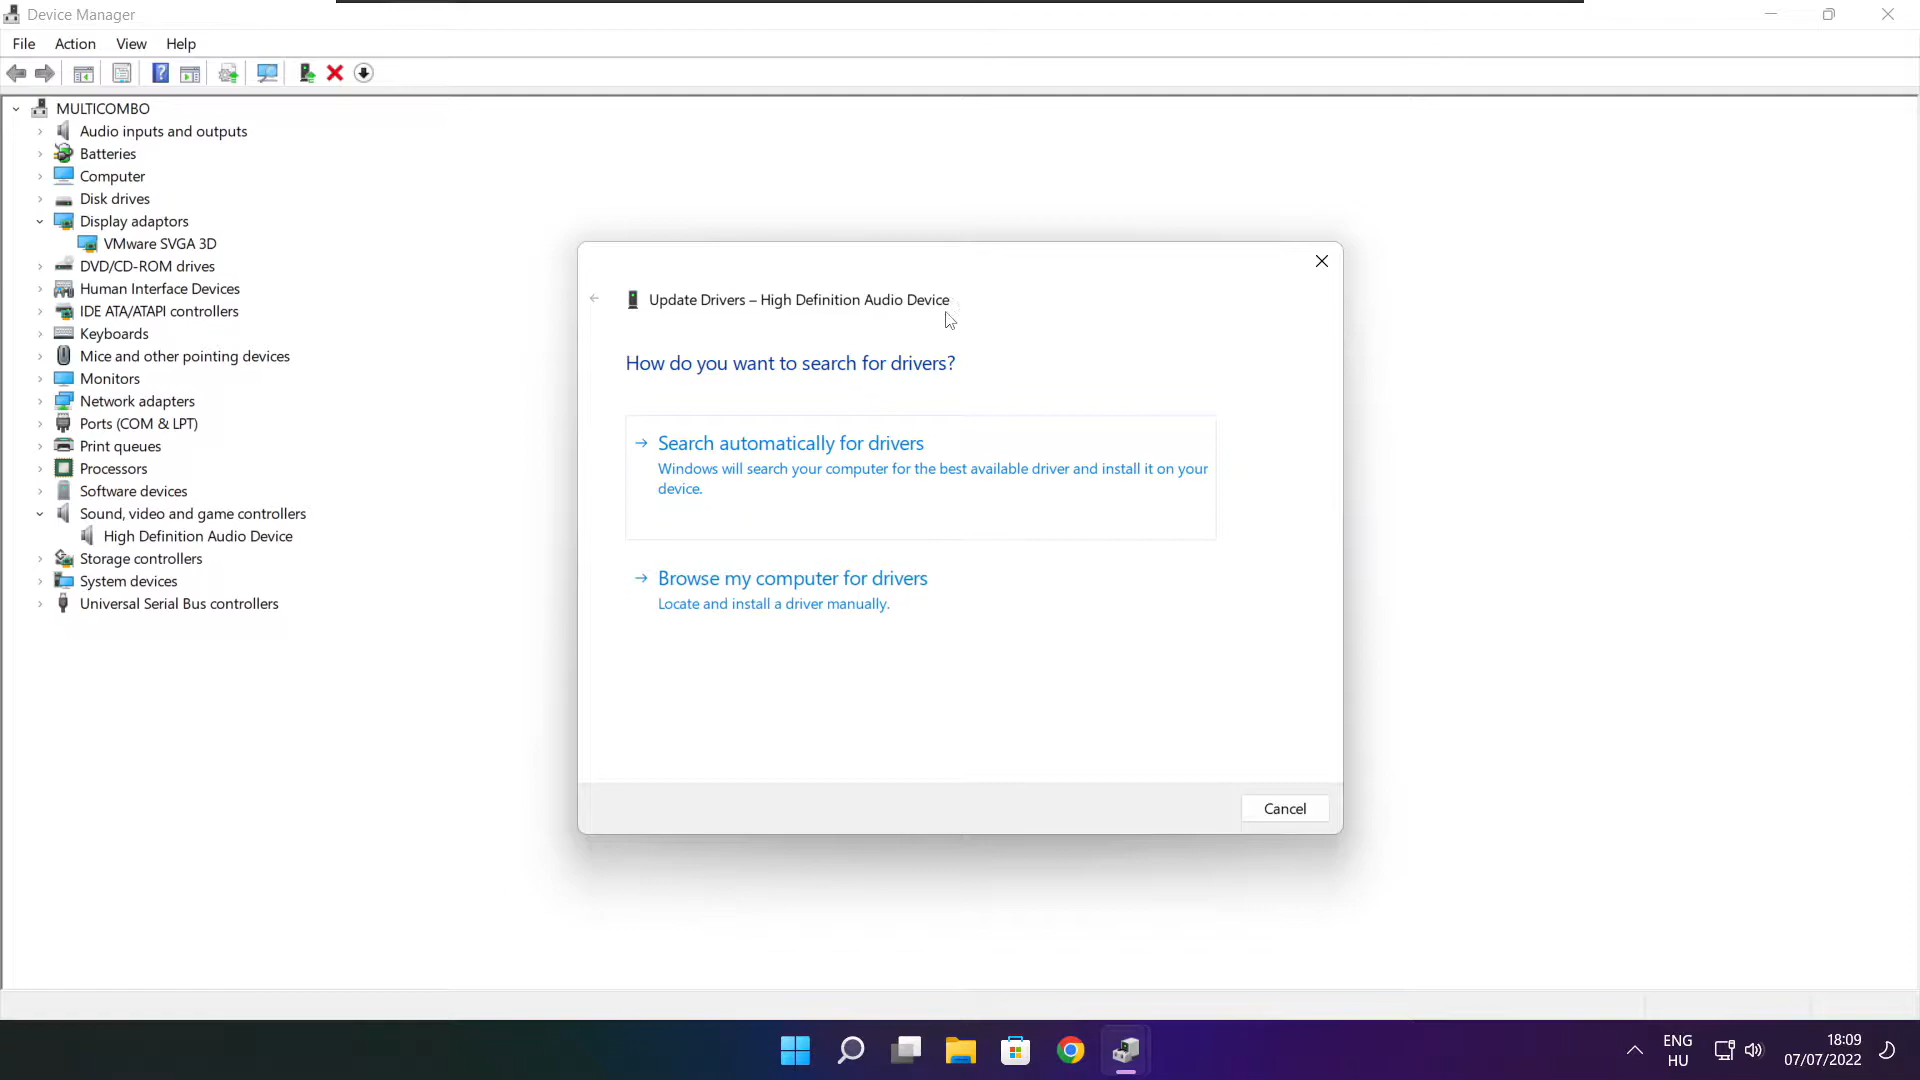 Device Manager
File Action View Help
MULTICOMBO
Audio inputs and outputs
Batteries
Computer
Disk drives
Display adaptors
VMware SVGA 3D
DVD/CD-ROM drives
Human Interface Devices
IDE ATA/ATAPI controllers
Keyboards
Mice and other pointing devices
Monitors
Network adapters
Ports (COM & LPT)
Print queues
Processors
Software devices
Sound, video and game controllers
High Definition Audio Device
Storage controllers
System devices
Universal Serial Bus controllers
Update Drivers – High Definition Audio Device
How do you want to search for drivers?
Search automatically for drivers
Windows will search your computer for the best available driver and install it on your
device.
Browse my computer for drivers
Locate and install a driver manually.
Cancel
ENG
HU
18:09
07/07/2022